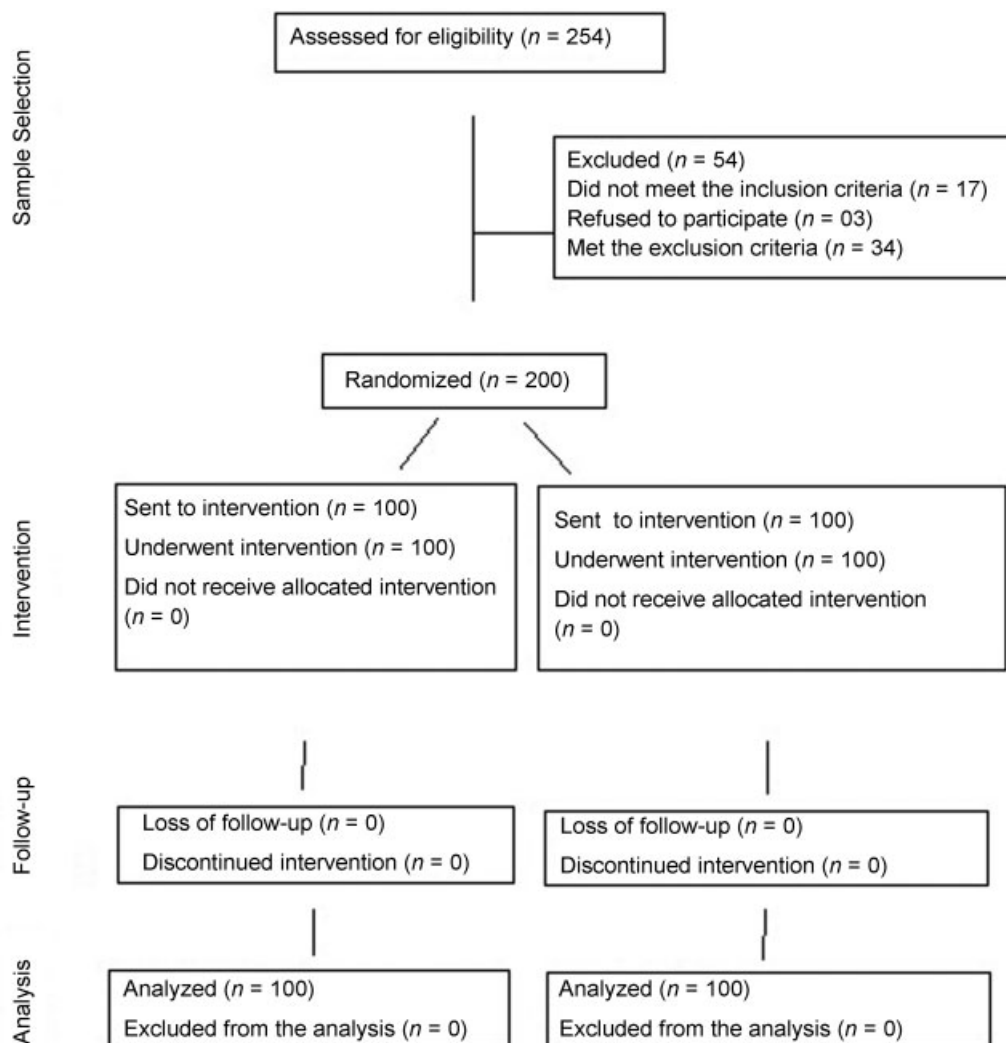 Sample Selection
Assessed for eligibility (n = 254)
Excluded (n = 54)
Did not meet the inclusion criteria (n = 17)
Refused to participate (n = 03)
Met the exclusion criteria (n = 34)
Randomized (n = 200)
Intervention
Sent to intervention (n = 100)
Underwent intervention (n = 100)
Did not receive allocated intervention
(n = 0)
Sent to intervention (n = 100)
Underwent intervention (n = 100)
Did not receive allocated intervention
(n = 0)
Follow-up
Loss of follow-up (n = 0)
Discontinued intervention (n = 0)
Loss of follow-up (n = 0)
Discontinued intervention (n = 0)
Analysis
Analyzed (n = 100)
Excluded from the analysis (n = 0)
Analyzed (n = 100)
Excluded from the analysis (n = 0)